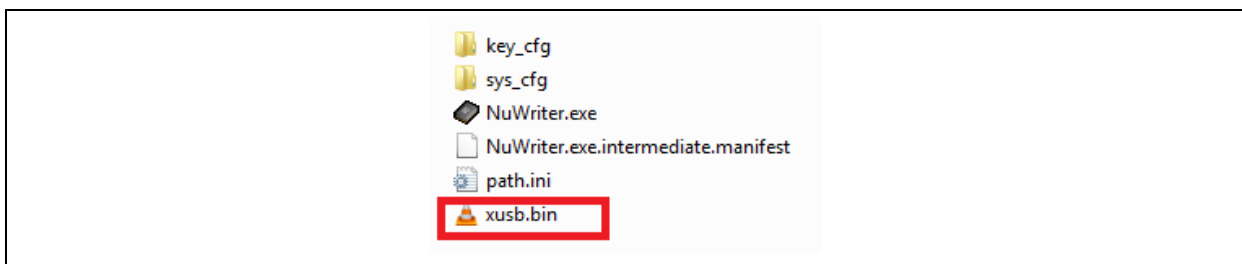 key_cfg
sys_cfg
NuWriter.exe
NuWriter.exe.intermediate.manifest
path.ini
xusb.bin